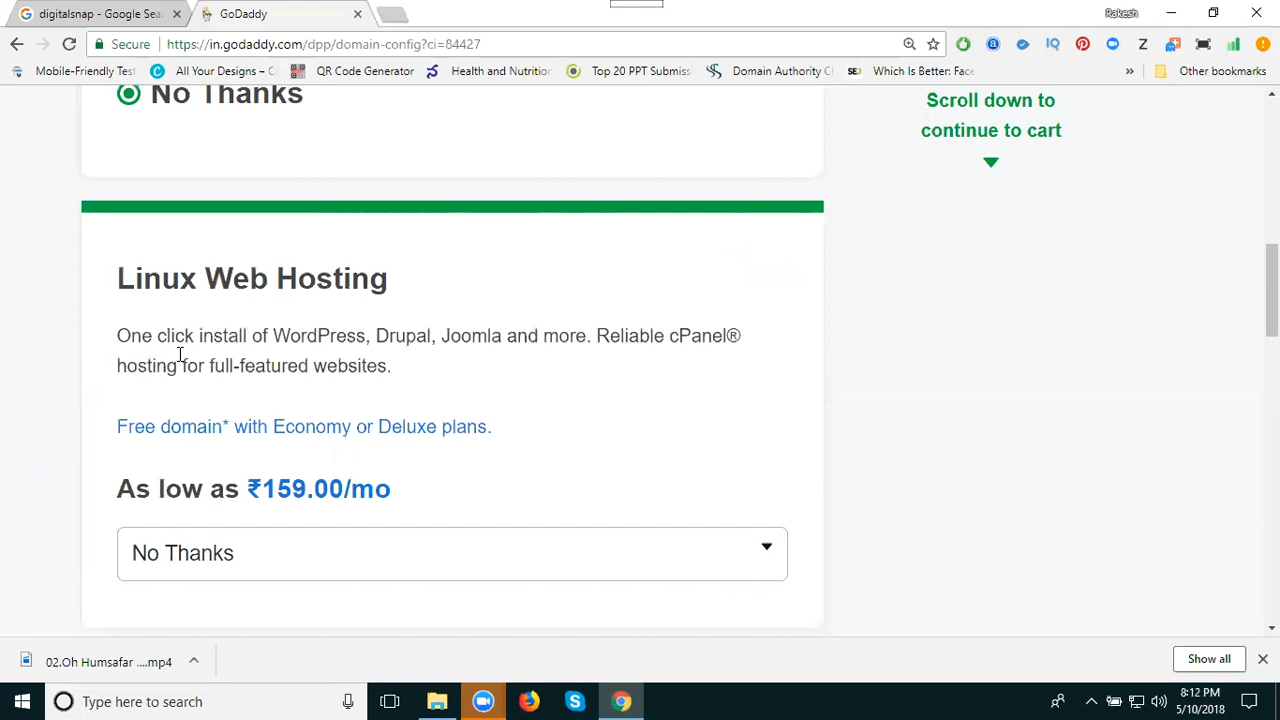 digitalsnap - Google Sea
GoDaddy
Rakesh
Secure
https://in.godaddy.com/dpp/domain-config?ci=84427
Mobile-Friendly Test
All Your Designs – C
QR Code Generator
Health and Nutrition
Top 20 PPT Submiss
Domain Authority Ch
Which Is Better: Face
Other bookmarks
No Thanks
Scroll down to
continue to cart
Linux Web Hosting
One click install of WordPress, Drupal, Joomla and more. Reliable cPanel®
hosting for full-featured websites.
Free domain* with Economy or Deluxe plans.
As low as ₹159.00/mo
No Thanks
02.Oh Humsafar ....mp4
Show all
Type here to search
8:12 PM
5/10/2018